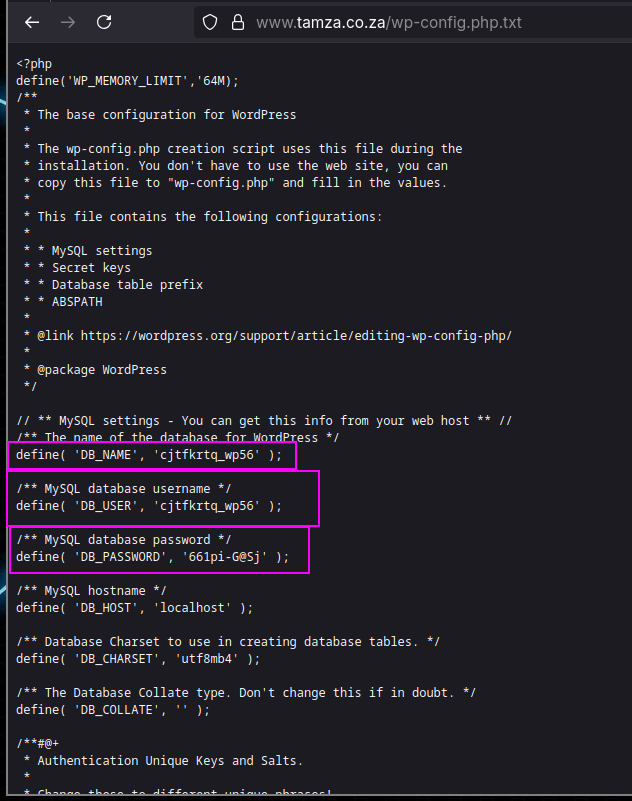 www.tamza.co.za/wp-config.php.txt
<?php
define('WP_MEMORY_LIMIT','64M);
/**
 * The base configuration for WordPress
 *
 * The wp-config.php creation script uses this file during the
 * installation. You don't have to use the web site, you can
 * copy this file to "wp-config.php" and fill in the values.
 *
 * This file contains the following configurations:
 *
 * * MySQL settings
 * * Secret keys
 * * Database table prefix
 * * ABSPATH
 *
 * @link https://wordpress.org/support/article/editing-wp-config-php/
 *
 * @package WordPress
 */
// ** MySQL settings - You can get this info from your web host ** //
/** The name of the database for WordPress */
define( 'DB_NAME', 'cjtfkrtq_wp56' );
/** MySQL database username */
define( 'DB_USER', 'cjtfkrtq_wp56' );
/** MySQL database password */
define( 'DB_PASSWORD', '661pi-G@Sj' );
/** MySQL hostname */
define( 'DB_HOST', 'localhost' );
/** Database Charset to use in creating database tables. */
define( 'DB_CHARSET', 'utf8mb4' );
/** The Database Collate type. Don't change this if in doubt. */
define( 'DB_COLLATE', '' );
/**#@+
 * Authentication Unique Keys and Salts.
 *
 * Change these to different unique phrases!